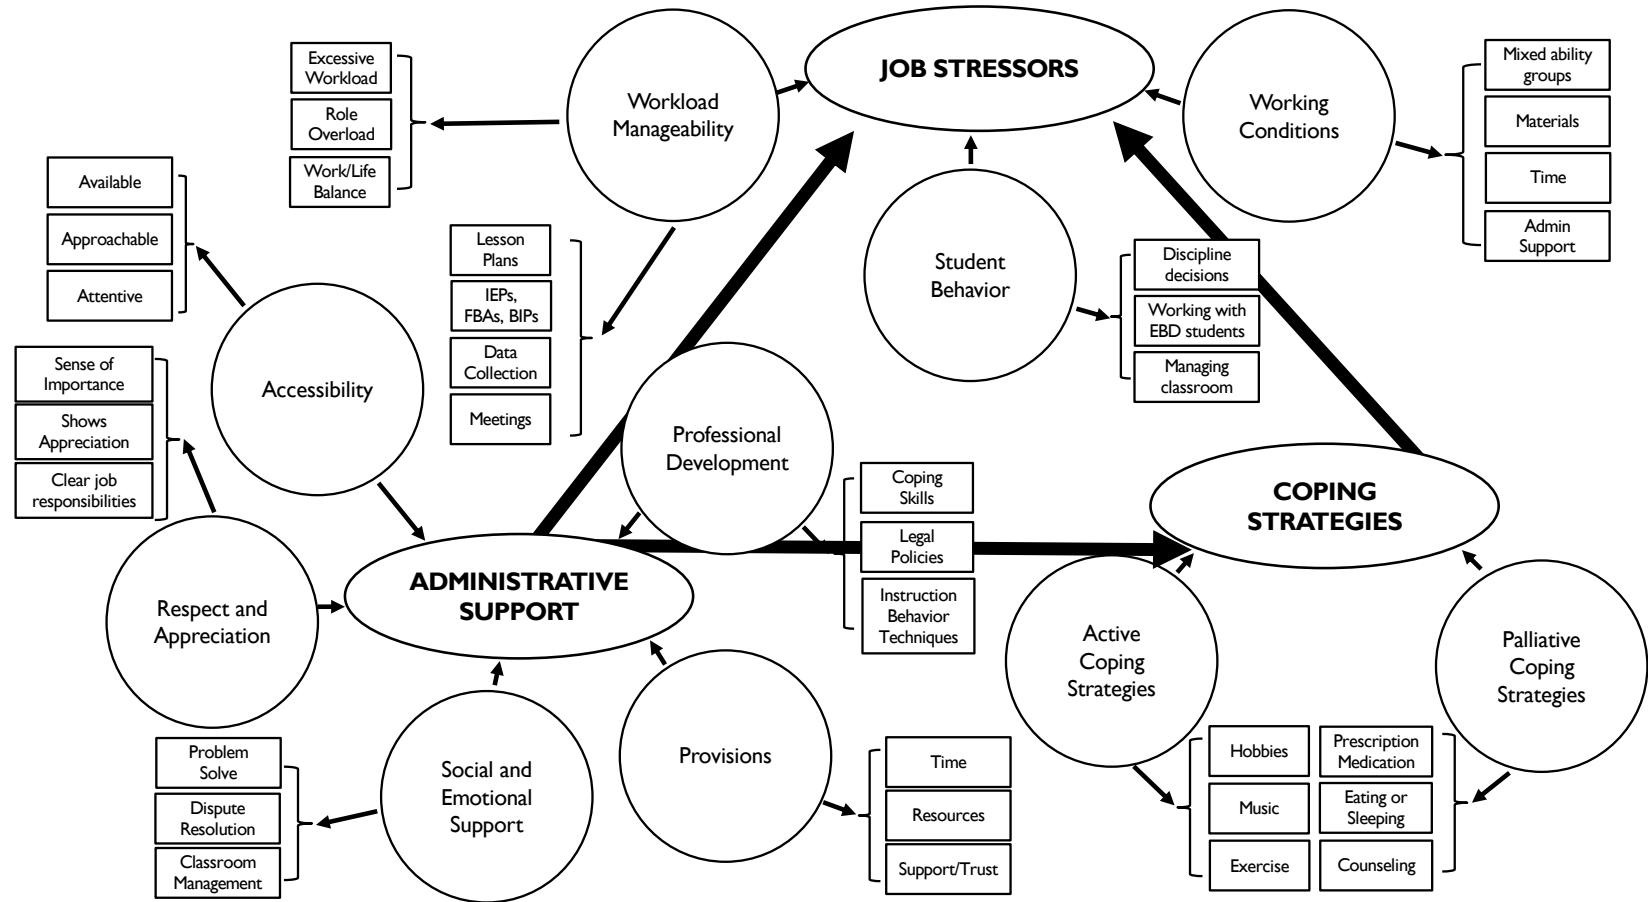 JOB STRESSORS
Workload
Manageability
Excessive
Workload
Role
Overload
Work/Life
Balance
Lesson
Plans
IEPs,
FBAs, BIPs
Data
Collection
Meetings
Student
Behavior
Discipline
decisions
Working with
EBD students
Managing
classroom
Working
Conditions
Mixed ability
groups
Materials
Time
Admin
Support
Available
Approachable
Attentive
Accessibility
Sense of
Importance
Shows
Appreciation
Clear job
responsibilities
Respect and
Appreciation
ADMINISTRATIVE
SUPPORT
Professional
Development
Coping
Skills
Legal
Policies
Instruction
Behavior
Techniques
Social and
Emotional
Support
Problem
Solve
Dispute
Resolution
Classroom
Management
Provisions
Time
Resources
Support/Trust
COPING
STRATEGIES
Active
Coping
Strategies
Hobbies
Music
Exercise
Palliative
Coping
Strategies
Prescription
Medication
Eating or
Sleeping
Counseling